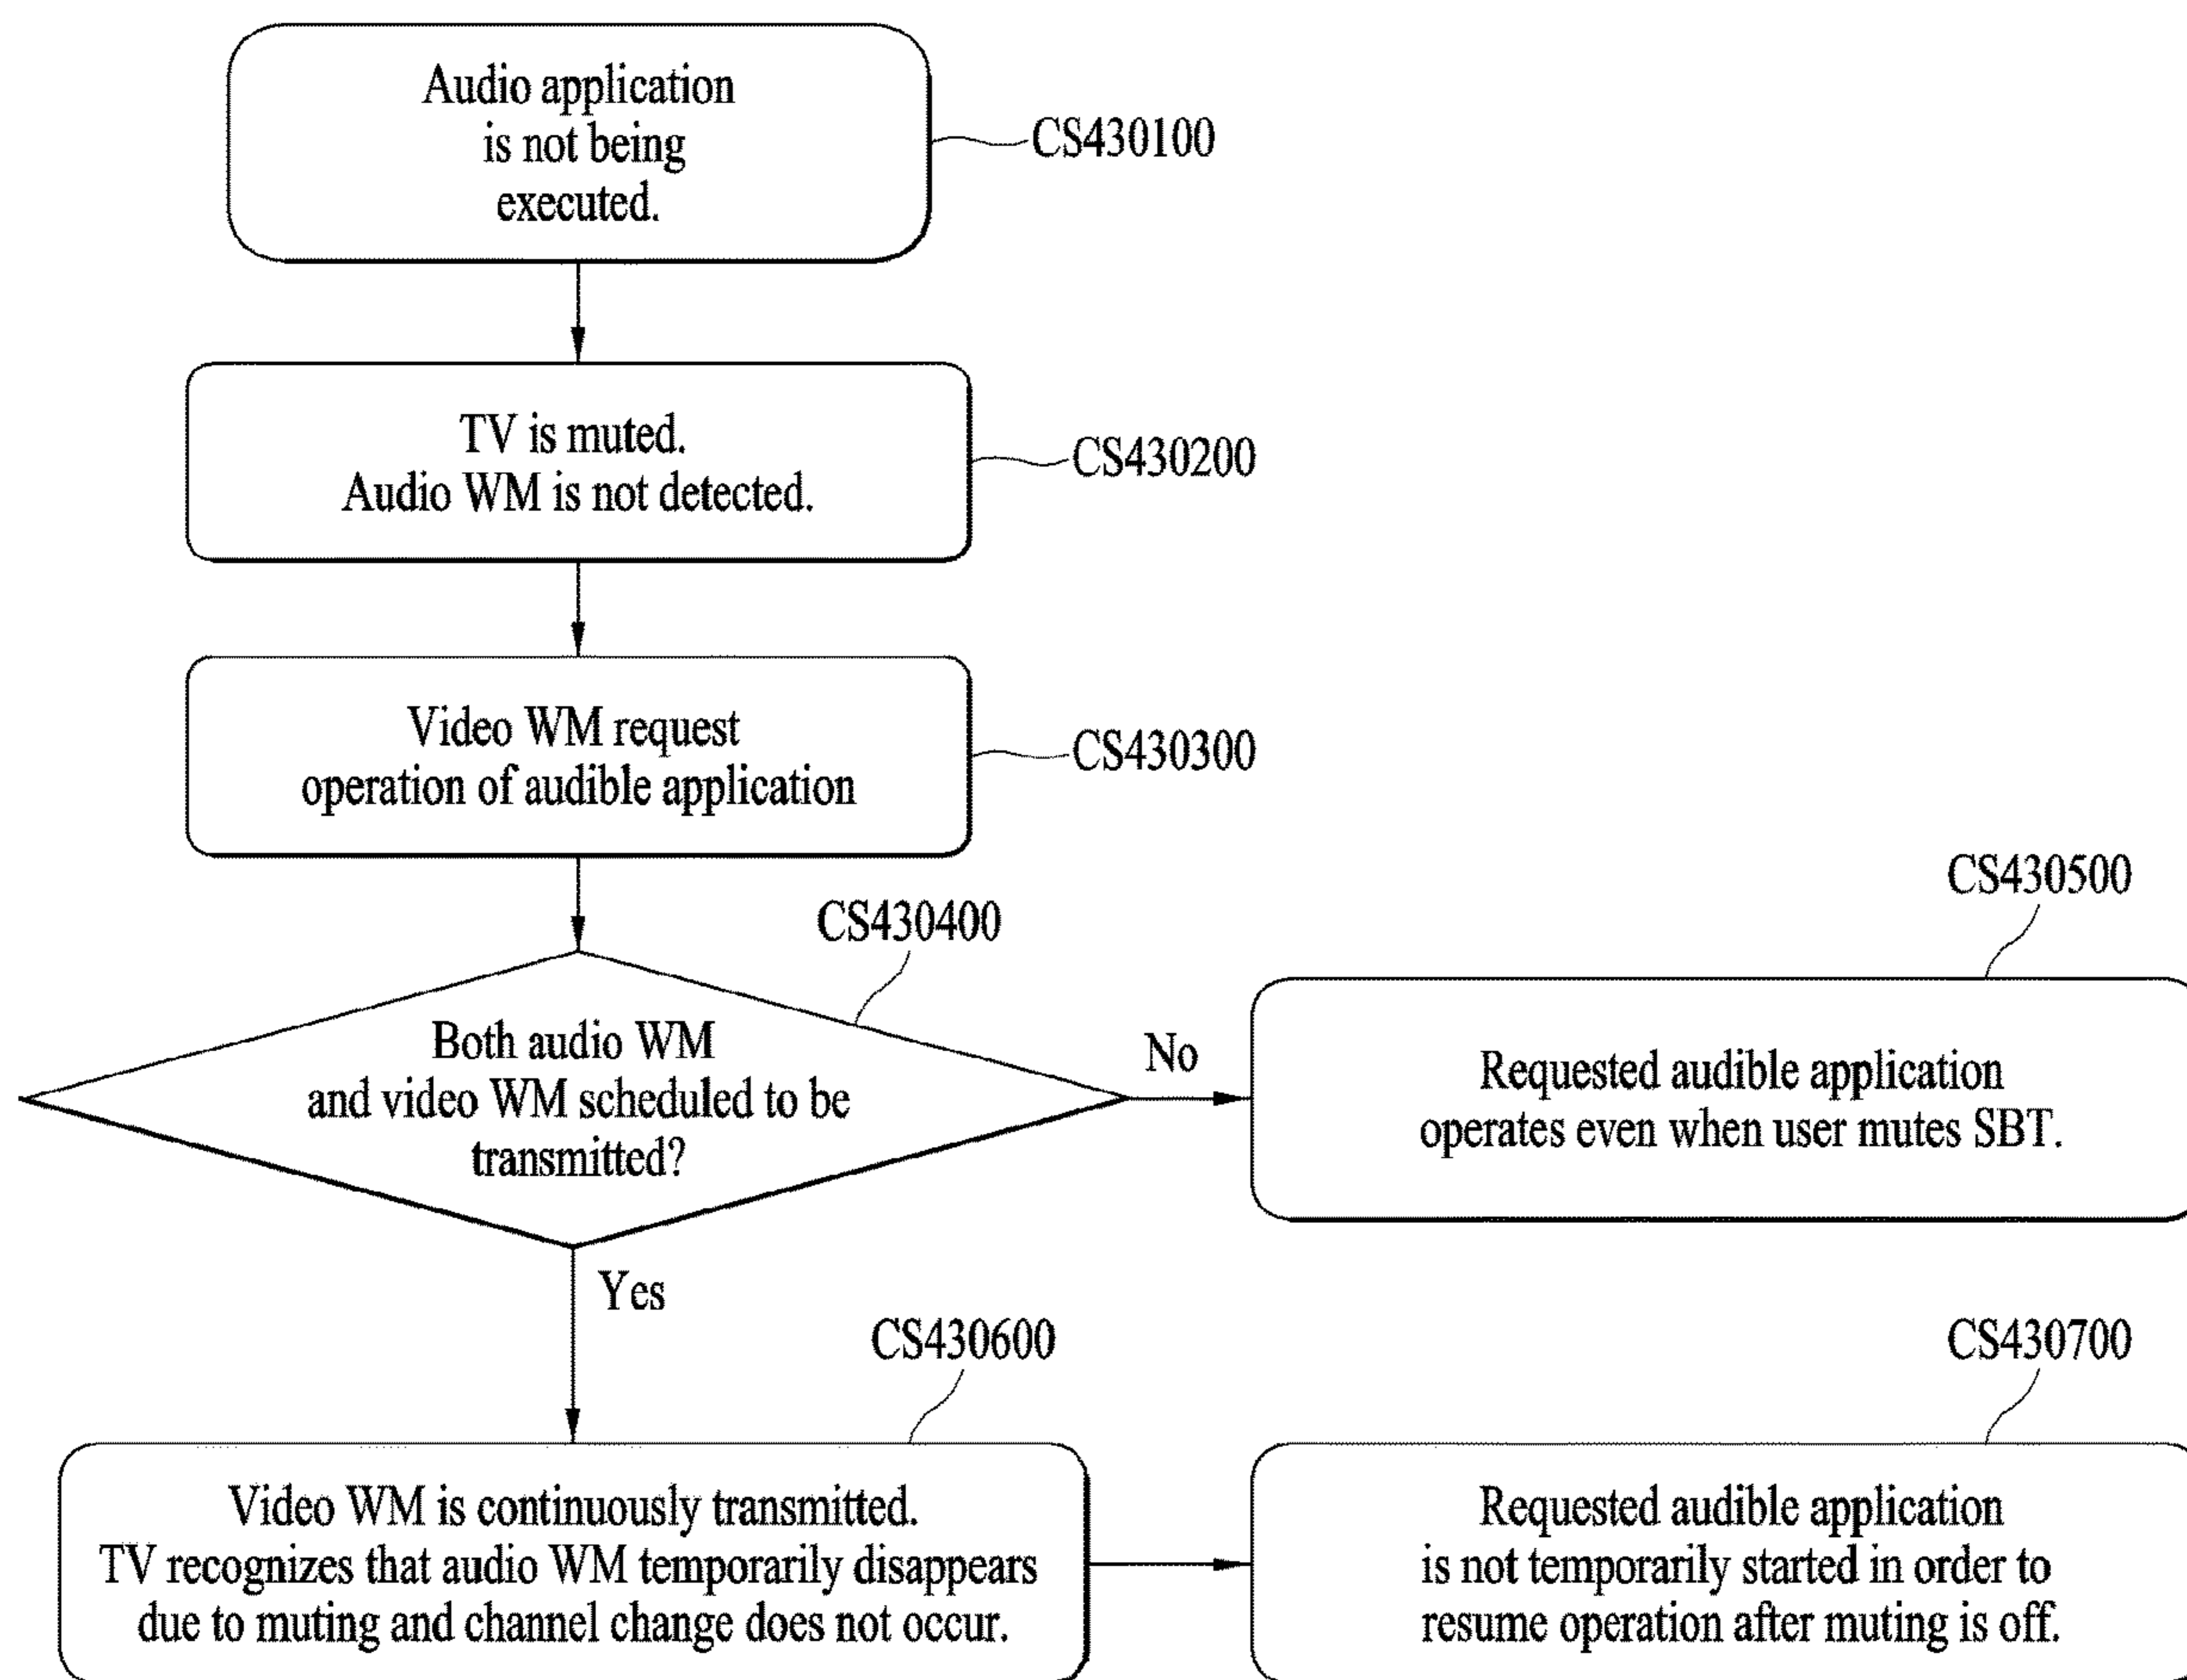 Audio application
is not being
executed.
CS430100
TV is muted.
Audio WM is not detected.
CS430200
Video WM request
operation of audible application
CS430300
CS430400
Both audio WM
and video WM scheduled to be
transmitted?
No
CS430500
Requested audible application
operates even when user mutes SBT.
Yes
CS430600
Video WM is continuously transmitted.
TV recognizes that audio WM temporarily disappears
due to muting and channel change does not occur.
CS430700
Requested audible application
is not temporarily started in order to
resume operation after muting is off.